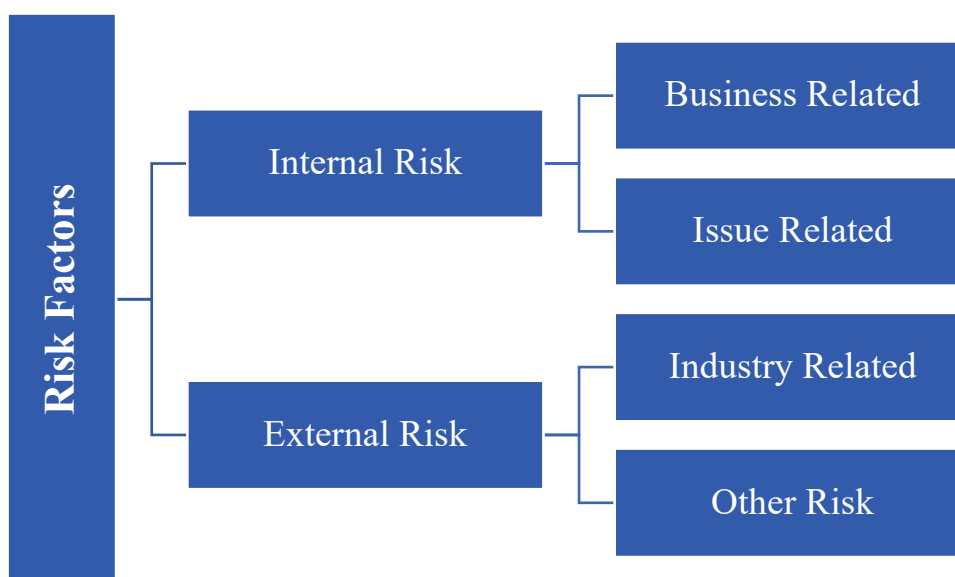 Risk Factors
Internal Risk
Business Related
Issue Related
External Risk
Industry Related
Other Risk